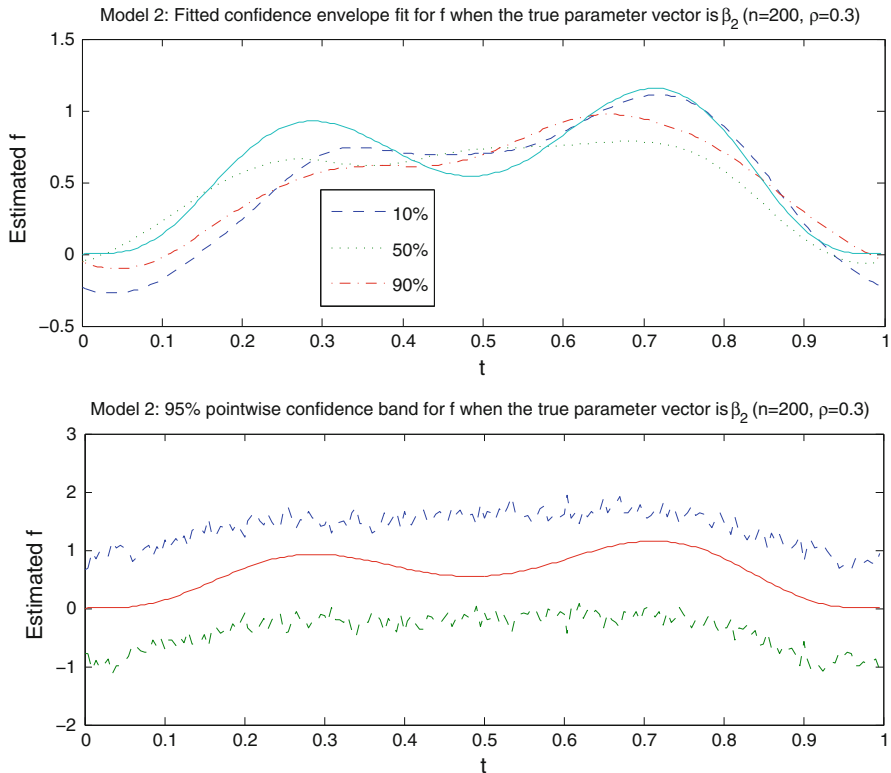 Model 2: Fitted confidence envelope fit for f when the true parameter vector is β₂ (n=200, ρ=0.3)
1.5
1
0.5
0
−0.5
Estimated f
10%
50%
90%
0 0.1 0.2 0.3 0.4 0.5 0.6 0.7 0.8 0.9 1
t
Model 2: 95% pointwise confidence band for f when the true parameter vector is β₂ (n=200, ρ=0.3)
3
2
1
0
−1
−2
Estimated f
0 0.1 0.2 0.3 0.4 0.5 0.6 0.7 0.8 0.9 1
t